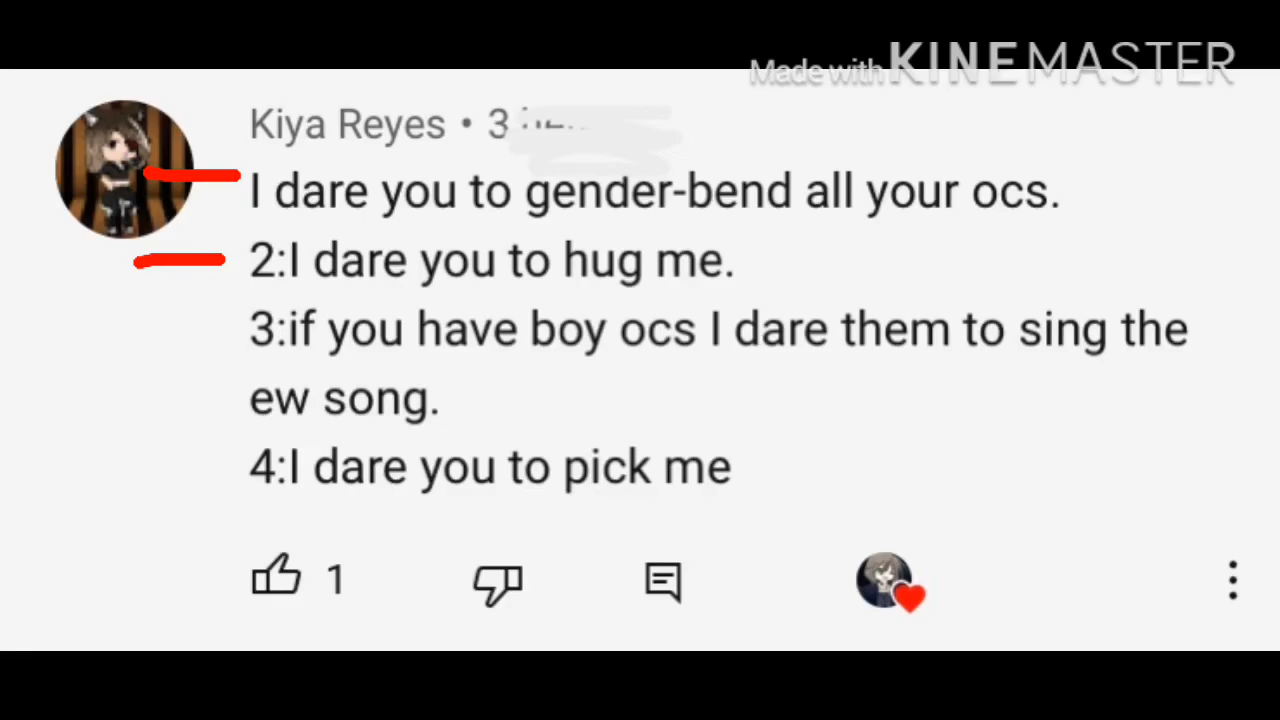 Made with KINEMASTER
Kiya Reyes • 3
I dare you to gender-bend all your ocs.
2:I dare you to hug me.
3:if you have boy ocs I dare them to sing the
ew song.
4:I dare you to pick me
1